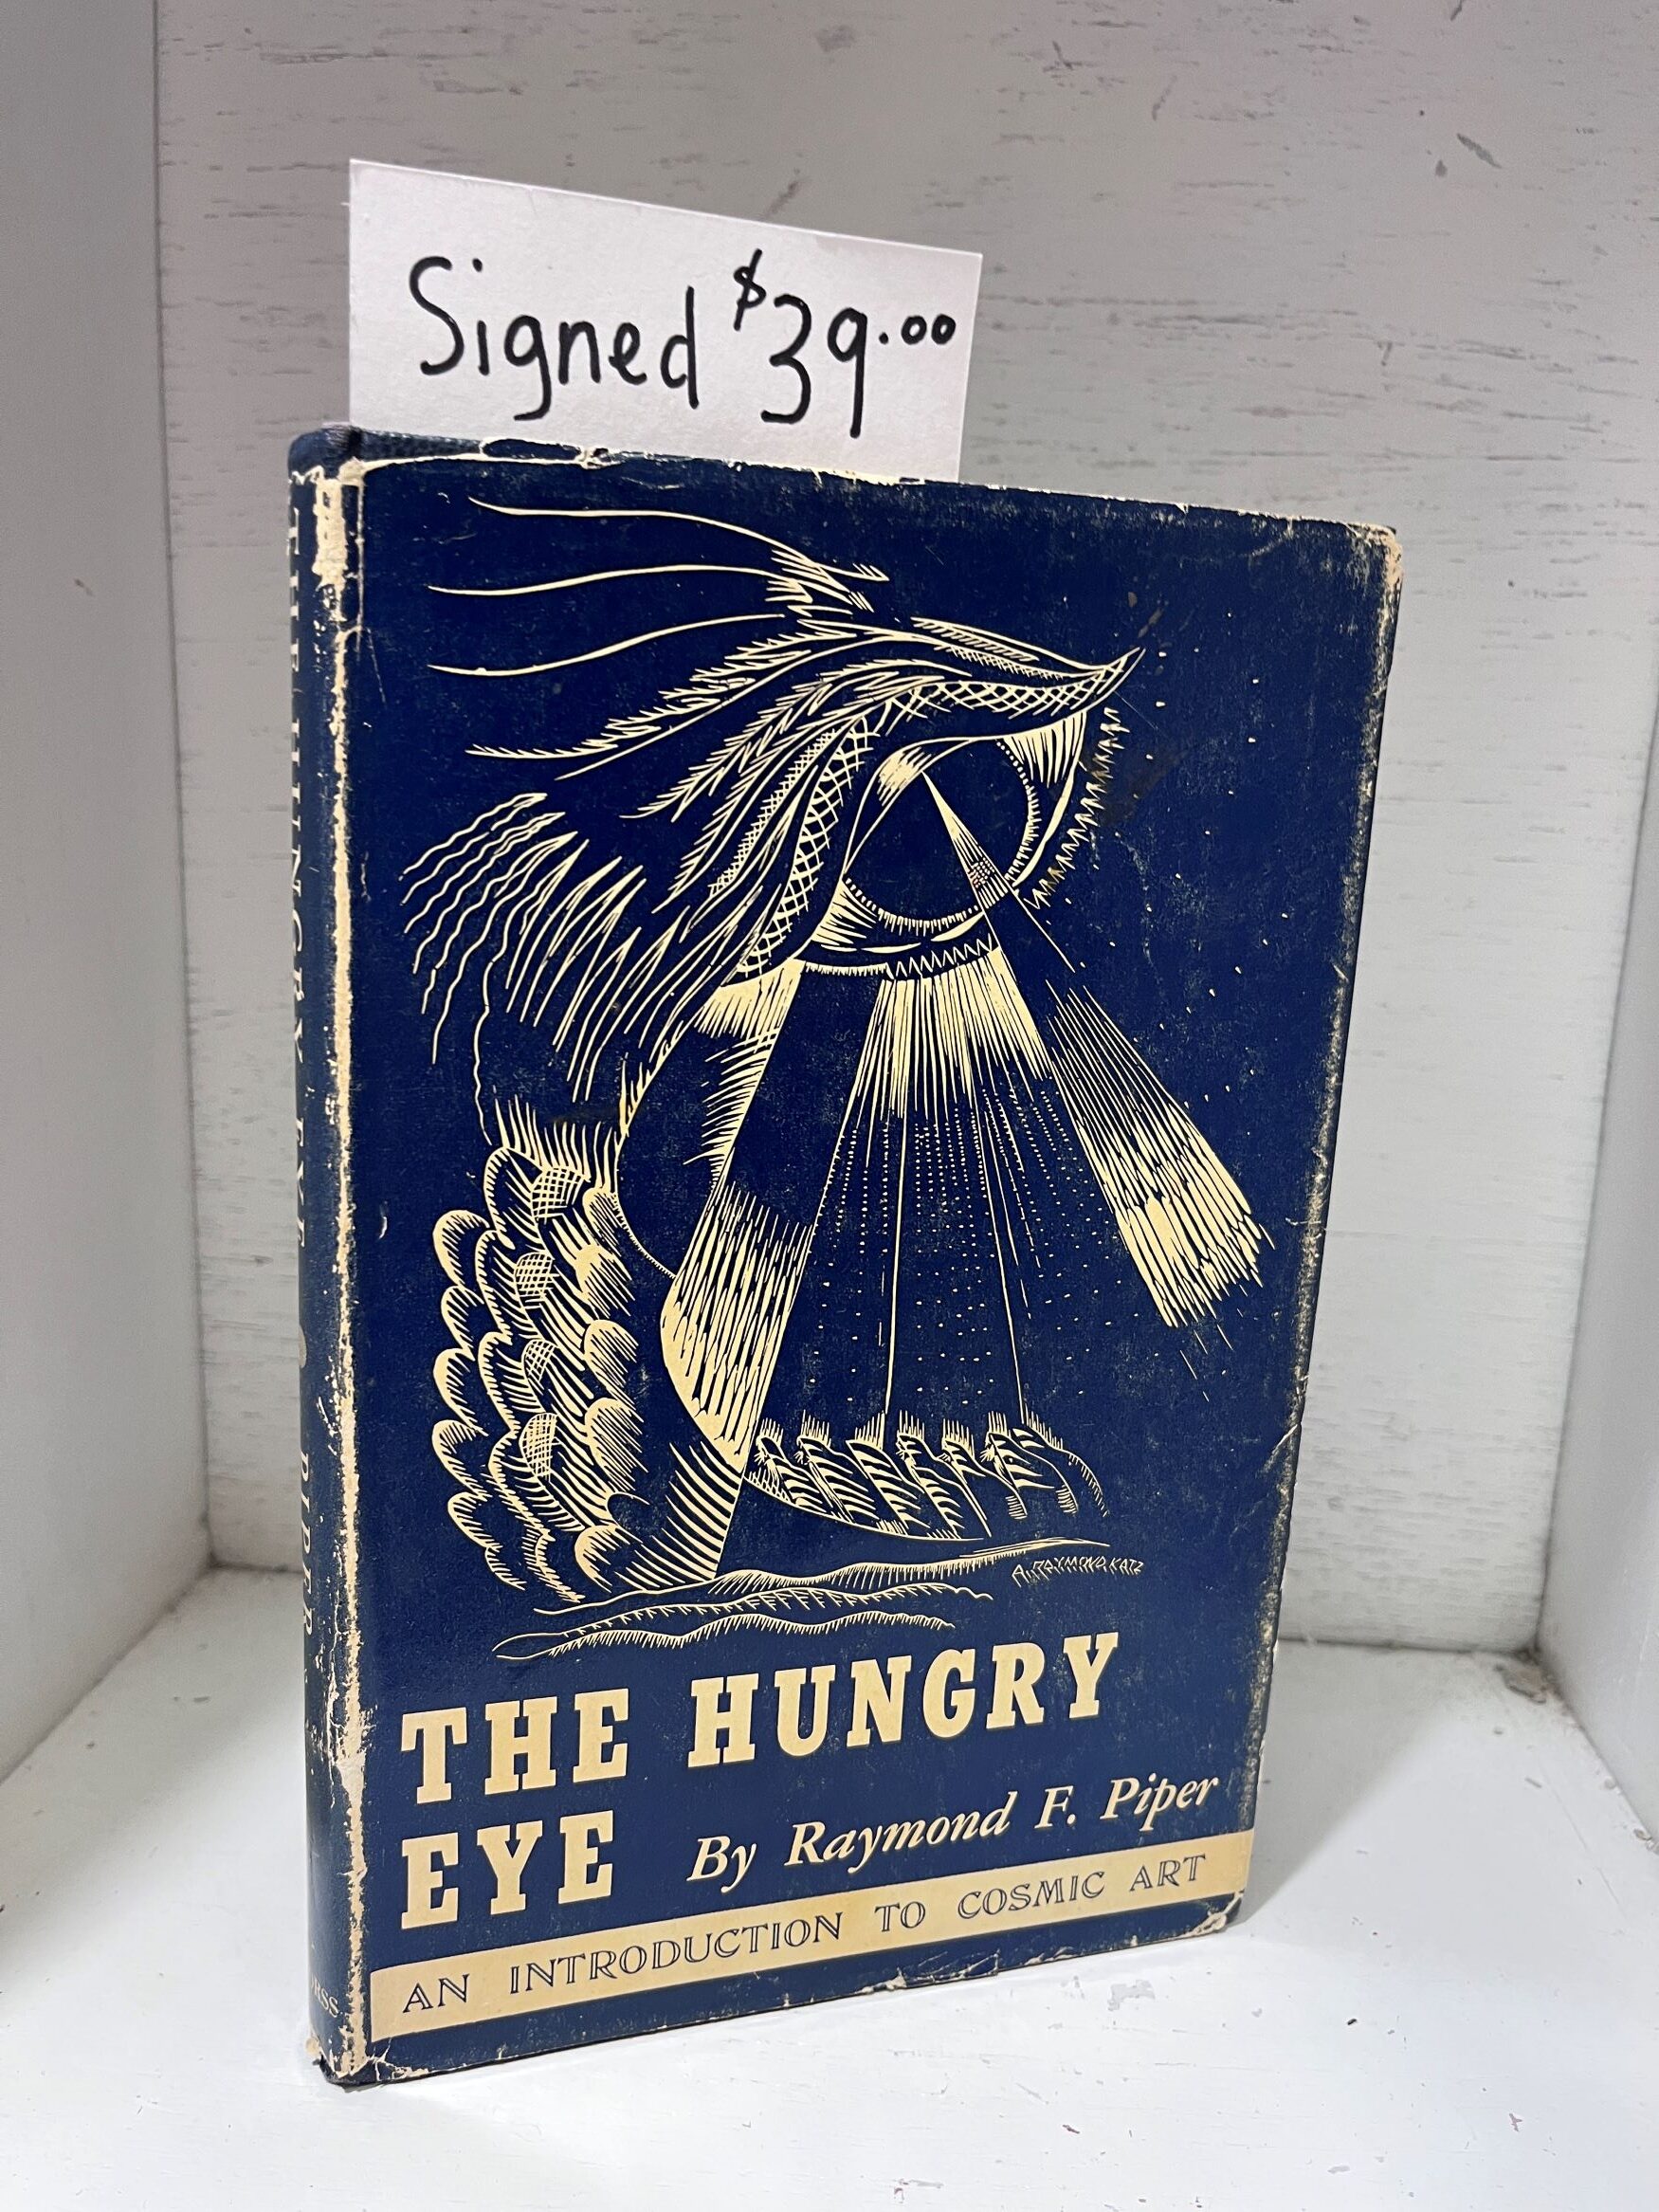 Signed $39.00
A. RAYMOND KATZ
THE HUNGRY
EYE By Raymond F. Piper
AN INTRODUCTION TO COSMIC ART
THE HUNGRY EYE PIPER